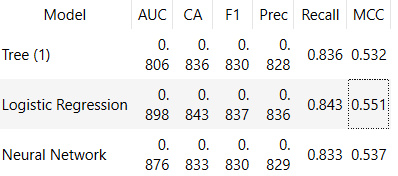 Model AUC CA F1 Prec Recall MCC
Tree (1) 0.806 0.836 0.830 0.828 0.836 0.532
Logistic Regression 0.898 0.843 0.837 0.836 0.843 0.551
Neural Network 0.876 0.833 0.830 0.829 0.833 0.537